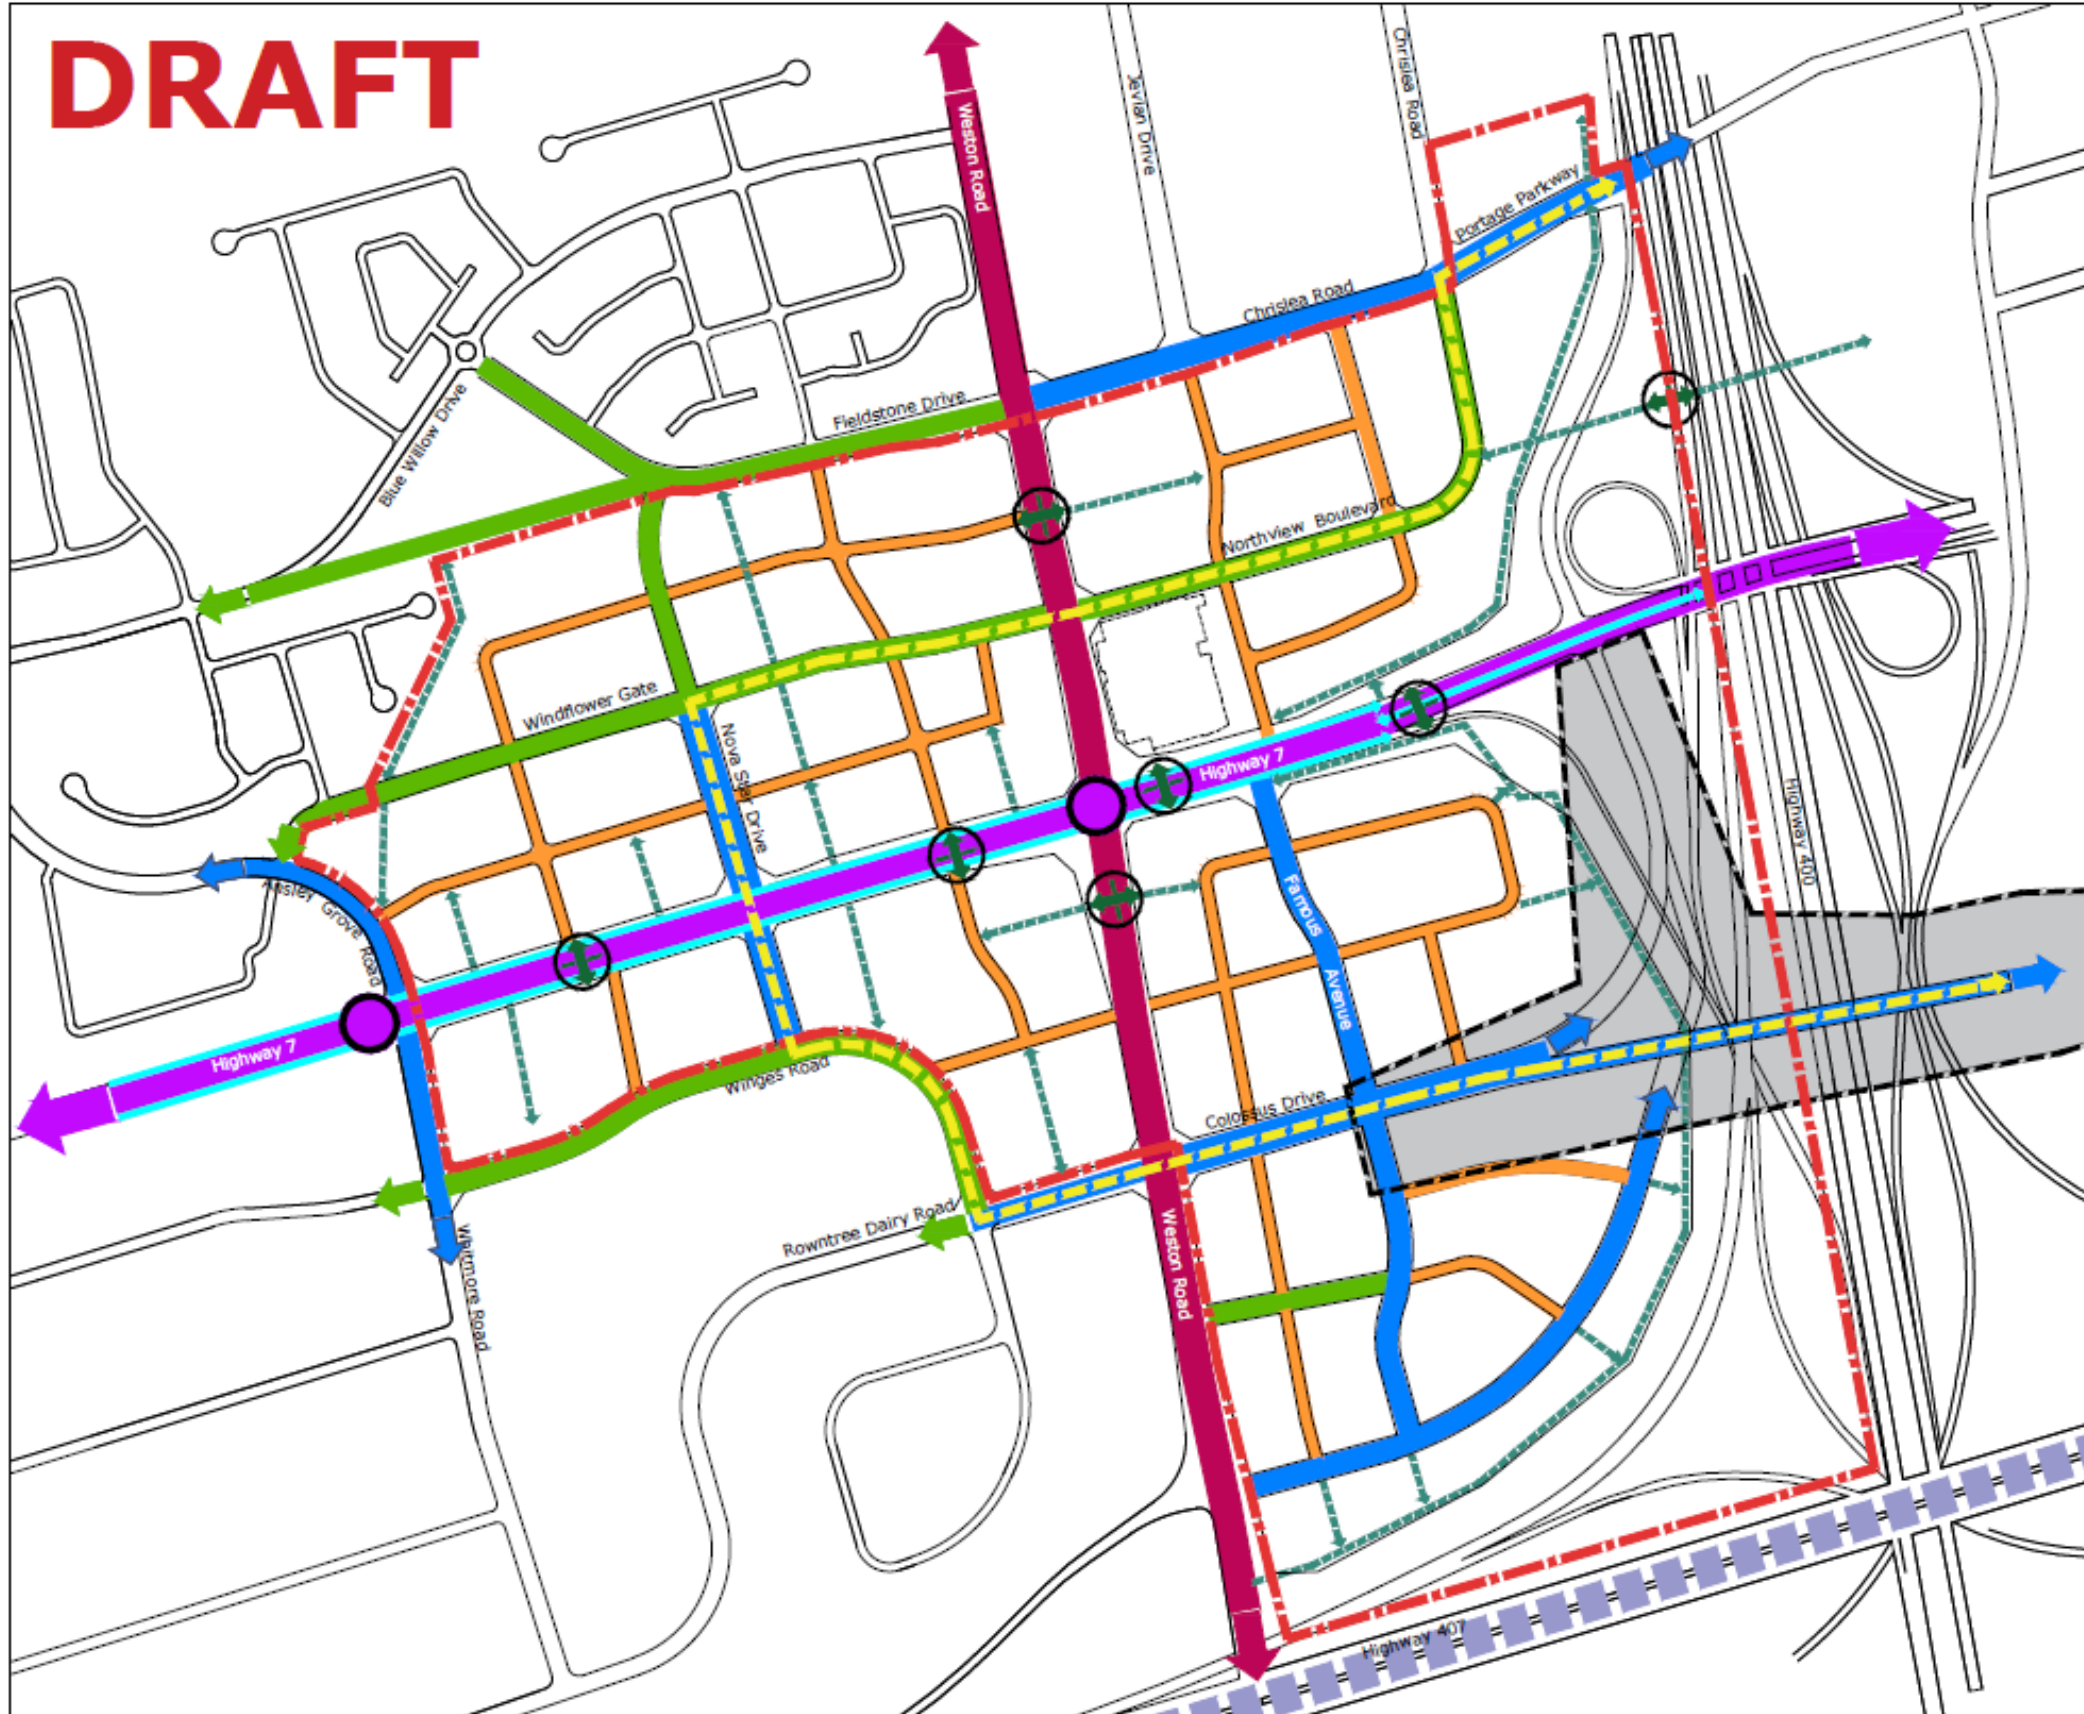 DRAFT
Weston Road
Jevian Drive
Chrislea Road
Portage Parkway
Chrislea Road
Fieldstone Drive
Blue Willow Drive
Northview Boulevard
Windflower Gate
Nova Star Drive
Highway 7
Highway 400
Ansley Grove Road
Famous Avenue
Highway 7
Winges Road
Colossus Drive
Rowntree Dairy Road
Whitmore Road
Weston Road
Highway 407